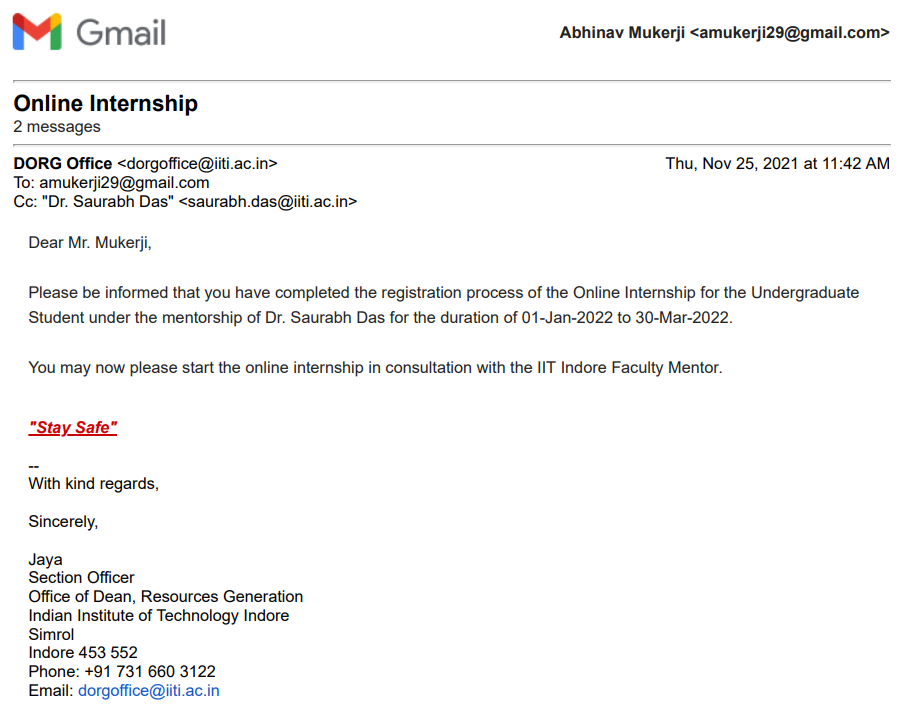 Gmail
Abhinav Mukerji <amukerji29@gmail.com>
Online Internship
2 messages
DORG Office <dorgoffice@iiti.ac.in>
Thu, Nov 25, 2021 at 11:42 AM
To: amukerji29@gmail.com
Cc: "Dr. Saurabh Das" <saurabh.das@iiti.ac.in>
Dear Mr. Mukerji,
Please be informed that you have completed the registration process of the Online Internship for the Undergraduate
Student under the mentorship of Dr. Saurabh Das for the duration of 01-Jan-2022 to 30-Mar-2022.
You may now please start the online internship in consultation with the IIT Indore Faculty Mentor.
"Stay Safe"
--
With kind regards,
Sincerely,
Jaya
Section Officer
Office of Dean, Resources Generation
Indian Institute of Technology Indore
Simrol
Indore 453 552
Phone: +91 731 660 3122
Email: dorgoffice@iiti.ac.in